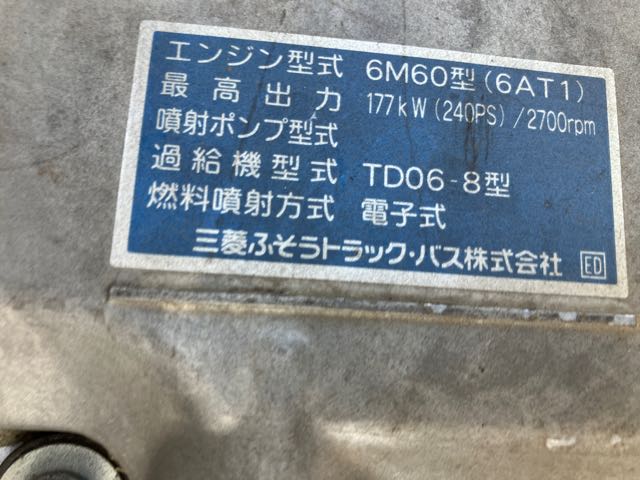 エンジン型式 6M60型(6AT1)
最高出力 177kW(240PS)/2700rpm
噴射ポンプ型式
過給機型式 TD06-8型
燃料噴射方式 電子式
三菱ふそうトラック・バス株式会社 ED